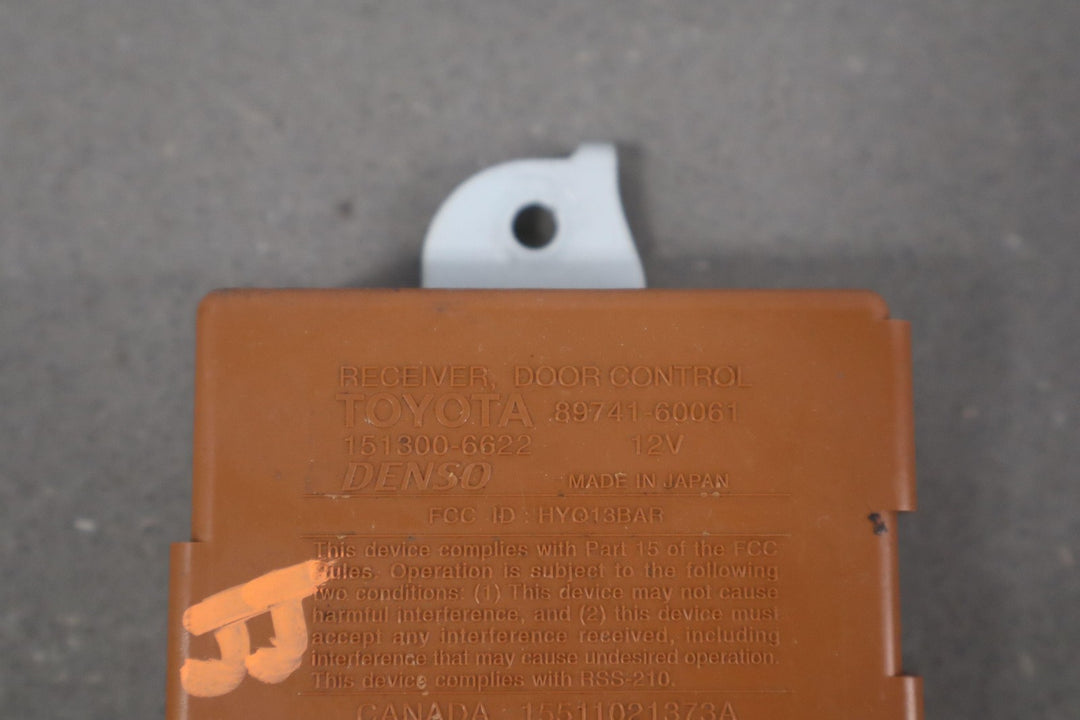 RECEIVER, DOOR CONTROL
TOYOTA 89741-60061
151300-6622 12V
DENSO MADE IN JAPAN
FCC ID : HYQ13BAR
This device complies with Part 15 of the FCC
Rules. Operation is subject to the following
two conditions: (1) This device may not cause
harmful interference, and (2) this device must
accept any interference received, including
interference that may cause undesired operation.
This device complies with RSS-210.
CANADA 15511021373A